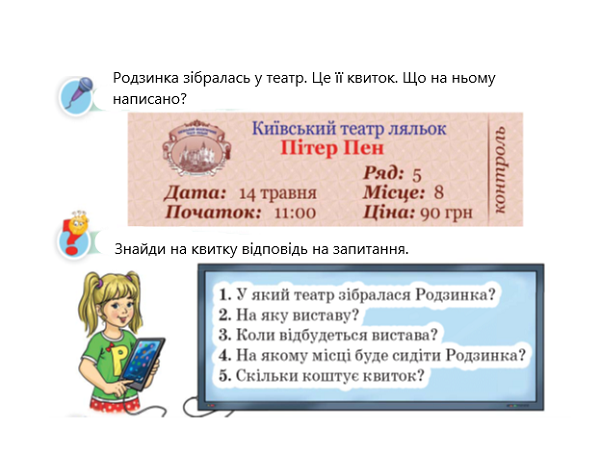 Родзинка зібралась у театр. Це її квиток. Що на ньому
написано?
Київський театр ляльок
Пітер Пен
Ряд: 5
Дата: 14 травня Місце: 8
Початок: 11:00 Ціна: 90 грн
контроль
Знайди на квитку відповідь на запитання.
1. У який театр зібралася Родзинка?
2. На яку виставу?
3. Коли відбудеться вистава?
4. На якому місці буде сидіти Родзинка?
5. Скільки коштує квиток?
Р